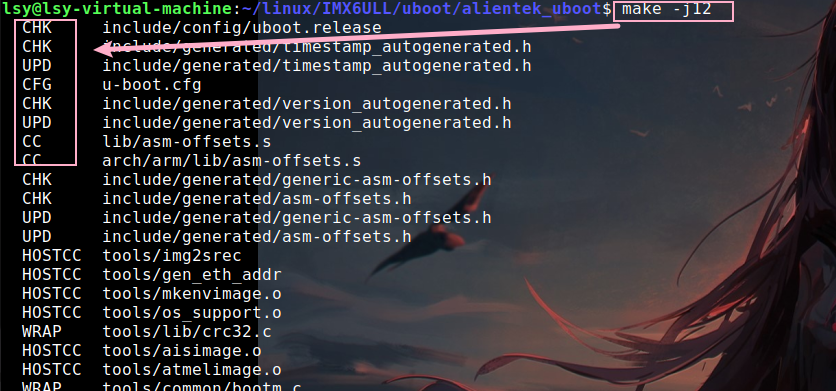 lsy@lsy-virtual-machine:~/linux/IMX6ULL/uboot/alientek_uboot$ make -j12
CHK include/config/uboot.release
CHK include/generated/timestamp_autogenerated.h
UPD include/generated/timestamp_autogenerated.h
CFG u-boot.cfg
CHK include/generated/version_autogenerated.h
UPD include/generated/version_autogenerated.h
CC lib/asm-offsets.s
CC arch/arm/lib/asm-offsets.s
CHK include/generated/generic-asm-offsets.h
CHK include/generated/asm-offsets.h
UPD include/generated/generic-asm-offsets.h
UPD include/generated/asm-offsets.h
HOSTCC tools/img2srec
HOSTCC tools/gen_eth_addr
HOSTCC tools/mkenvimage.o
HOSTCC tools/os_support.o
WRAP tools/lib/crc32.c
HOSTCC tools/aisimage.o
HOSTCC tools/atmelimage.o
WRAP tools/common/bootm.c